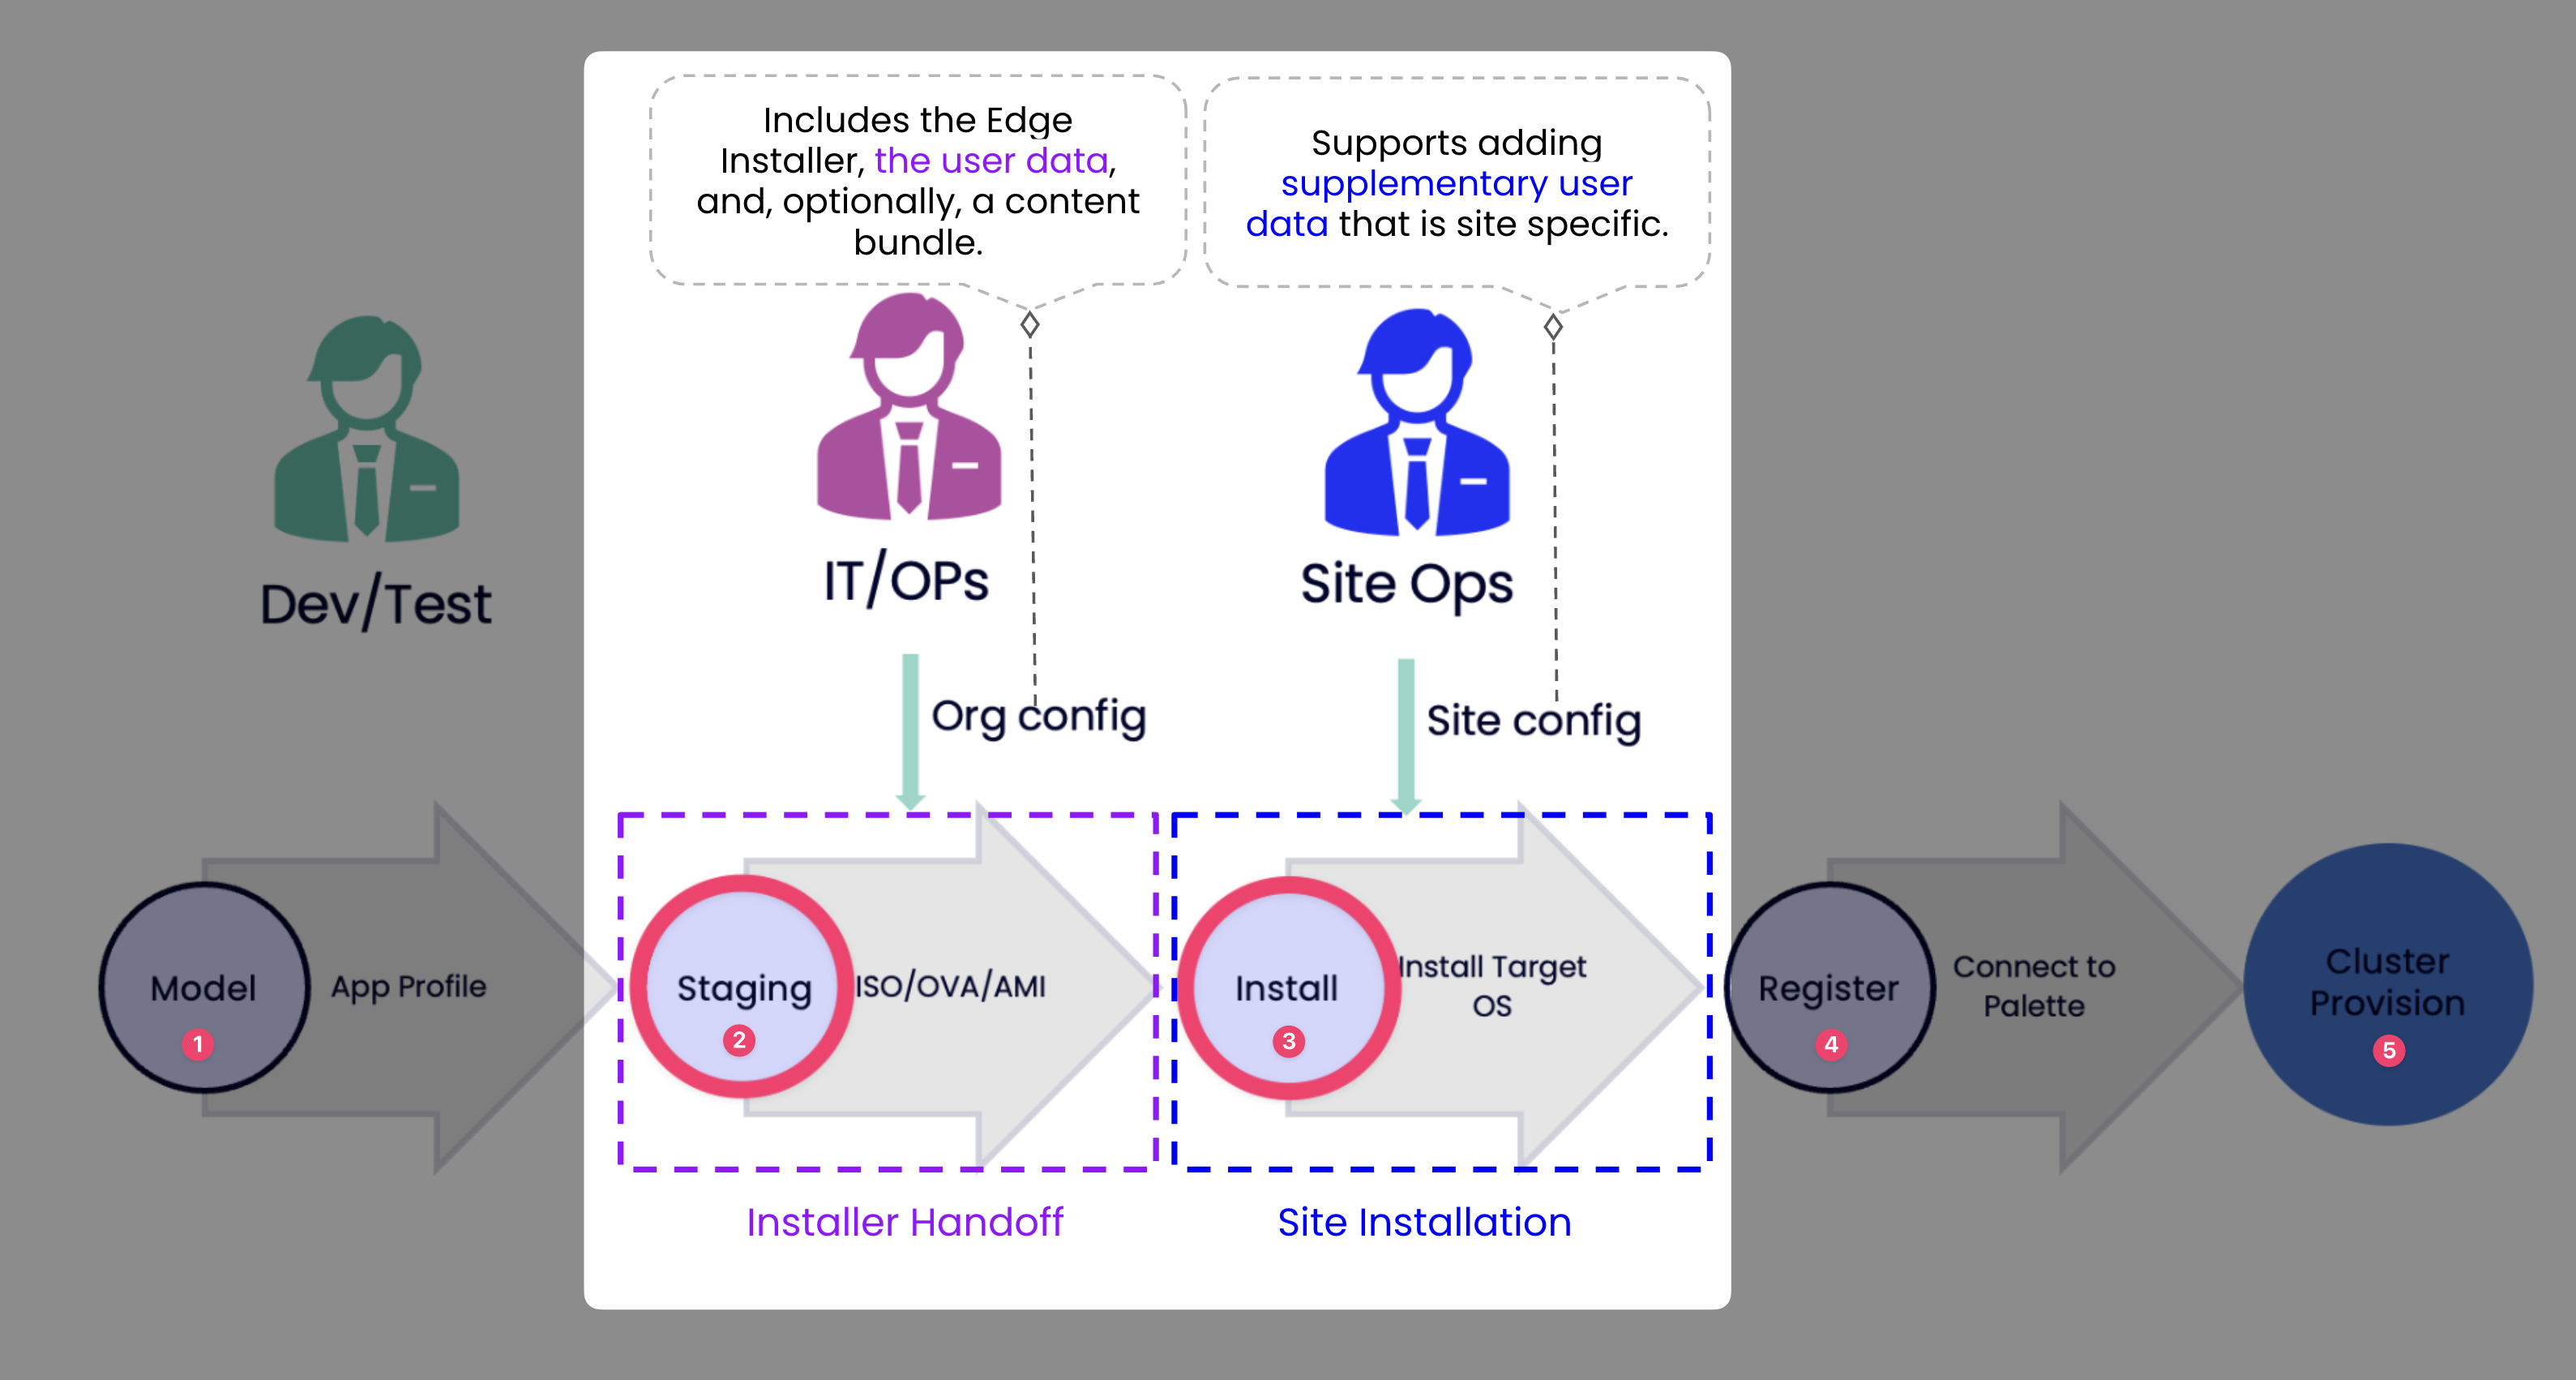 Includes the Edge
Installer, the user data,
and, optionally, a content
bundle.
Supports adding
supplementary user
data that is site specific.
Dev/Test
IT/OPs
Site Ops
Org config
Site config
Model
1
App Profile
Staging
2
ISO/OVA/AMI
Install
3
Install Target
OS
Register
4
Connect to
Palette
Cluster
Provision
5
Installer Handoff
Site Installation